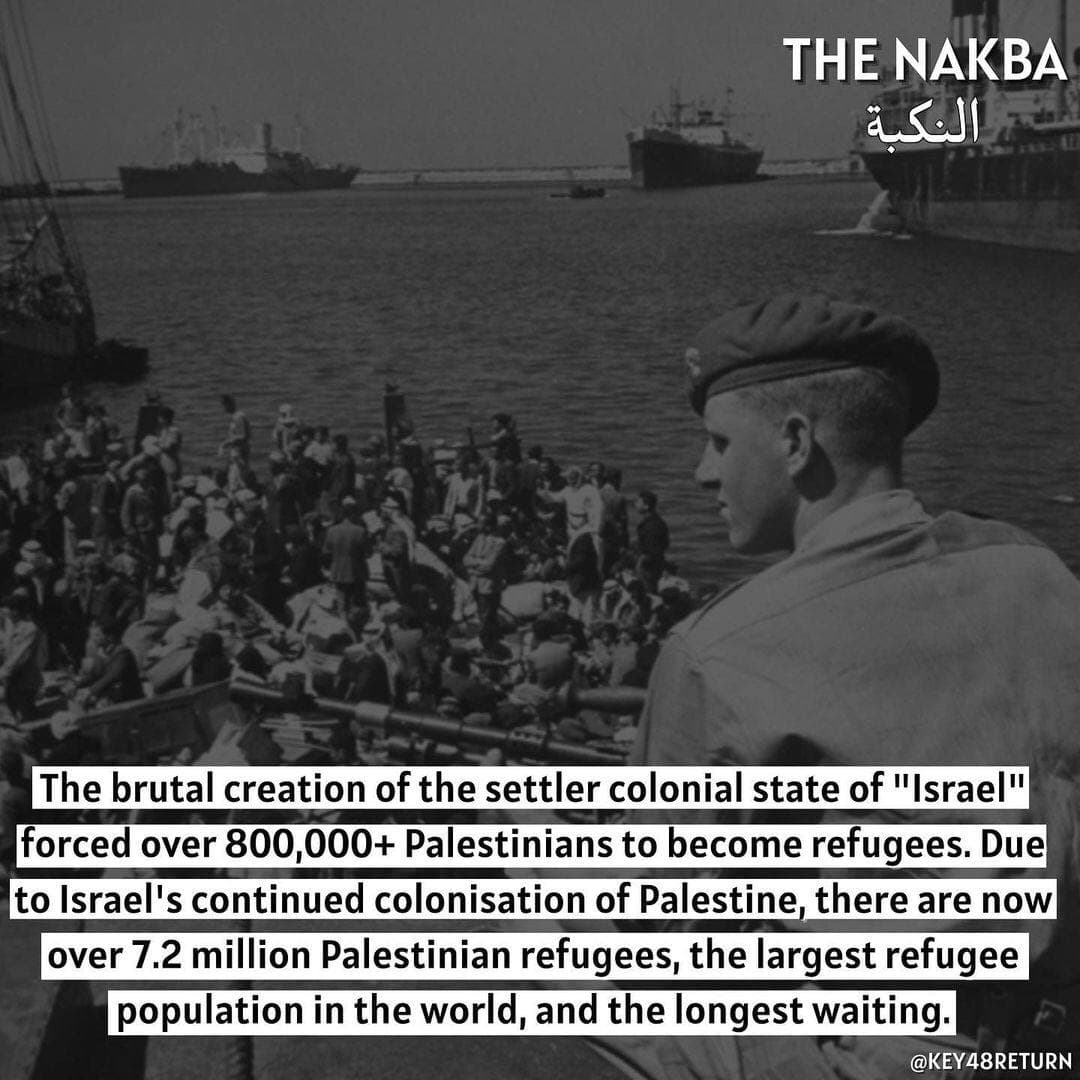 THE NAKBA
النكبة
The brutal creation of the settler colonial state of "Israel"
forced over 800,000+ Palestinians to become refugees. Due
to Israel's continued colonisation of Palestine, there are now
over 7.2 million Palestinian refugees, the largest refugee
population in the world, and the longest waiting.
@KEY48RETURN